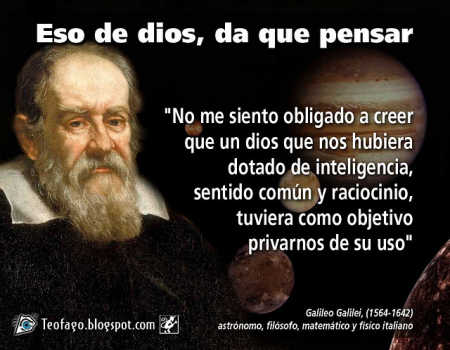 Eso de dios, da que pensar
"No me siento obligado a creer
que un dios que nos hubiera
dotado de inteligencia,
sentido común y raciocinio,
tuviera como objetivo
privarnos de su uso"
Galileo Galilei, (1564-1642)
astrónomo, filósofo, matemático y físico italiano
Teofago.blogspot.com